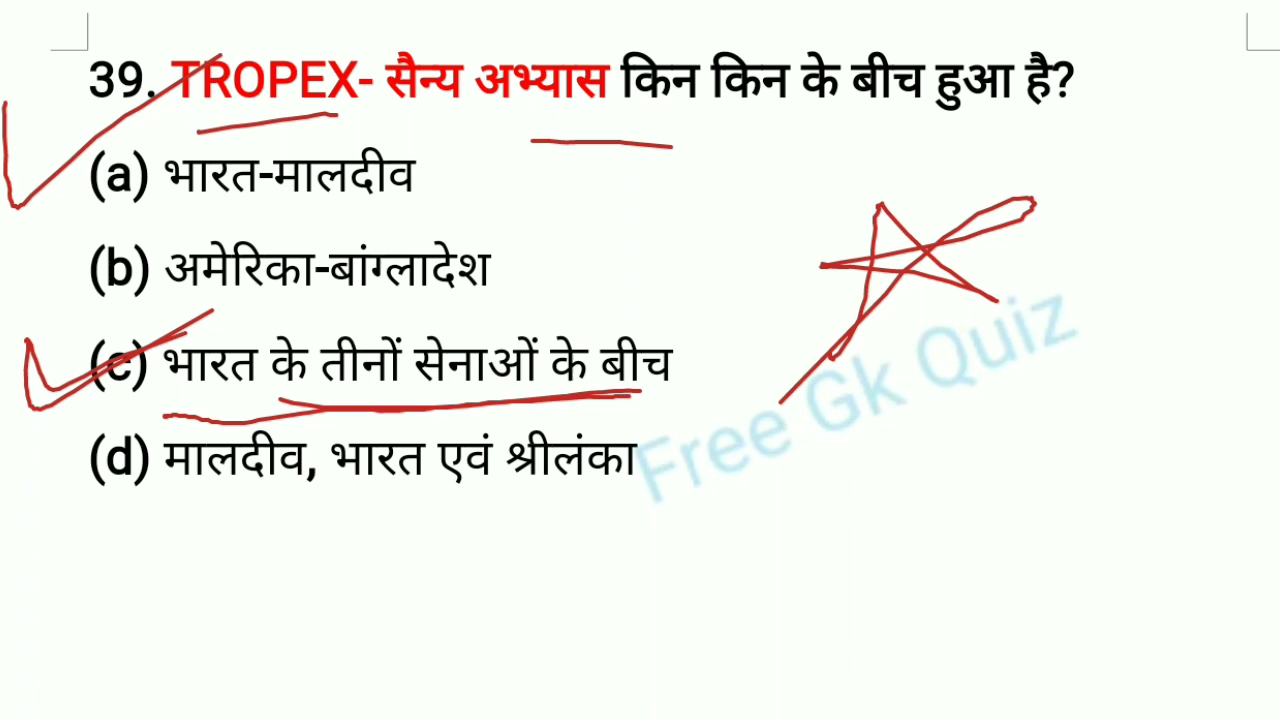 39. TROPEX- सैन्य अभ्यास किन किन के बीच हुआ है?
(a) भारत-मालदीव
(b) अमेरिका-बांग्लादेश
(c) भारत के तीनों सेनाओं के बीच
(d) मालदीव, भारत एवं श्रीलंका
Free Gk Quiz